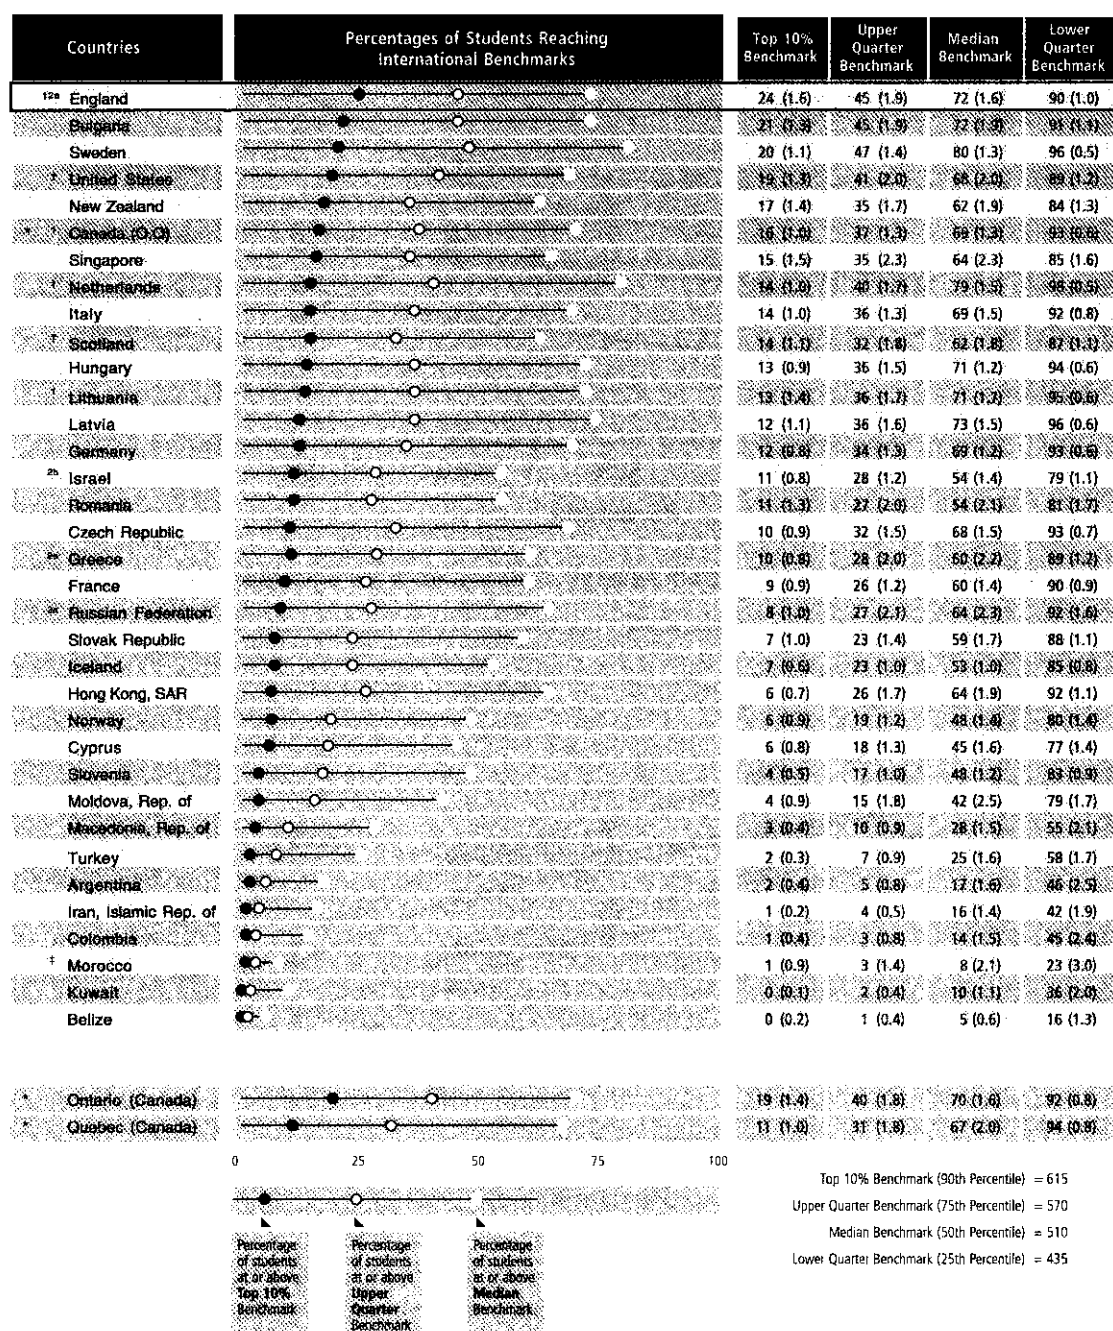 Countries
Percentages of Students Reaching
International Benchmarks
Top 10%
Benchmark
Upper
Quarter
Benchmark
Median
Benchmark
Lower
Quarter
Benchmark
England 24 (1.6) 45 (1.9) 72 (1.6) 90 (1.0)
Bulgaria 21 (1.3) 45 (1.9) 72 (1.9) 91 (1.1)
Sweden 20 (1.1) 47 (1.4) 80 (1.3) 96 (0.5)
United States 19 (1.3) 41 (2.0) 68 (2.0) 89 (1.2)
New Zealand 17 (1.4) 35 (1.7) 62 (1.9) 84 (1.3)
Canada (O,Q) 16 (1.0) 37 (1.3) 69 (1.3) 93 (0.6)
Singapore 15 (1.5) 35 (2.3) 64 (2.3) 85 (1.6)
Netherlands 14 (1.0) 40 (1.7) 79 (1.5) 98 (0.5)
Italy 14 (1.0) 36 (1.3) 69 (1.5) 92 (0.8)
Scotland 14 (1.1) 32 (1.8) 62 (1.8) 87 (1.1)
Hungary 13 (0.9) 36 (1.5) 71 (1.2) 94 (0.6)
Lithuania 13 (1.4) 36 (1.7) 71 (1.7) 95 (0.6)
Latvia 12 (1.1) 36 (1.6) 73 (1.5) 96 (0.6)
Germany 12 (0.8) 34 (1.3) 69 (1.2) 93 (0.6)
2b Israel 11 (0.8) 28 (1.2) 54 (1.4) 79 (1.1)
Romania 11 (1.3) 27 (2.0) 54 (2.1) 81 (1.7)
Czech Republic 10 (0.9) 32 (1.5) 68 (1.5) 93 (0.7)
Greece 10 (0.8) 28 (2.0) 60 (2.2) 89 (1.2)
France 9 (0.9) 26 (1.2) 60 (1.4) 90 (0.9)
Russian Federation 8 (1.0) 27 (2.1) 64 (2.3) 92 (1.6)
Slovak Republic 7 (1.0) 23 (1.4) 59 (1.7) 88 (1.1)
Iceland 7 (0.6) 23 (1.0) 53 (1.0) 85 (0.8)
Hong Kong, SAR 6 (0.7) 26 (1.7) 64 (1.9) 92 (1.1)
Norway 6 (0.9) 19 (1.2) 48 (1.4) 80 (1.4)
Cyprus 6 (0.8) 18 (1.3) 45 (1.6) 77 (1.4)
Slovenia 4 (0.5) 17 (1.0) 48 (1.2) 83 (0.9)
Moldova, Rep. of 4 (0.9) 15 (1.8) 42 (2.5) 79 (1.7)
Macedonia, Rep. of 3 (0.4) 10 (0.9) 28 (1.5) 55 (2.1)
Turkey 2 (0.3) 7 (0.9) 25 (1.6) 58 (1.7)
Argentina 2 (0.4) 5 (0.8) 17 (1.6) 46 (2.5)
Iran, Islamic Rep. of 1 (0.2) 4 (0.5) 16 (1.4) 42 (1.9)
Colombia 1 (0.4) 3 (0.8) 14 (1.5) 45 (2.4)
‡ Morocco 1 (0.9) 3 (1.4) 8 (2.1) 23 (3.0)
Kuwait 0 (0.1) 2 (0.4) 10 (1.1) 36 (2.0)
Belize 0 (0.2) 1 (0.4) 5 (0.6) 16 (1.3)
Ontario (Canada) 19 (1.4) 40 (1.8) 70 (1.6) 92 (0.8)
Quebec (Canada) 11 (1.0) 31 (1.8) 67 (2.0) 94 (0.8)
0 25 50 75 100
Percentage
of students
at or above
Top 10%
Benchmark
Percentage
of students
at or above
Upper
Quarter
Benchmark
Percentage
of students
at or above
Median
Benchmark
Top 10% Benchmark (90th Percentile) = 615
Upper Quarter Benchmark (75th Percentile) = 570
Median Benchmark (50th Percentile) = 510
Lower Quarter Benchmark (25th Percentile) = 435